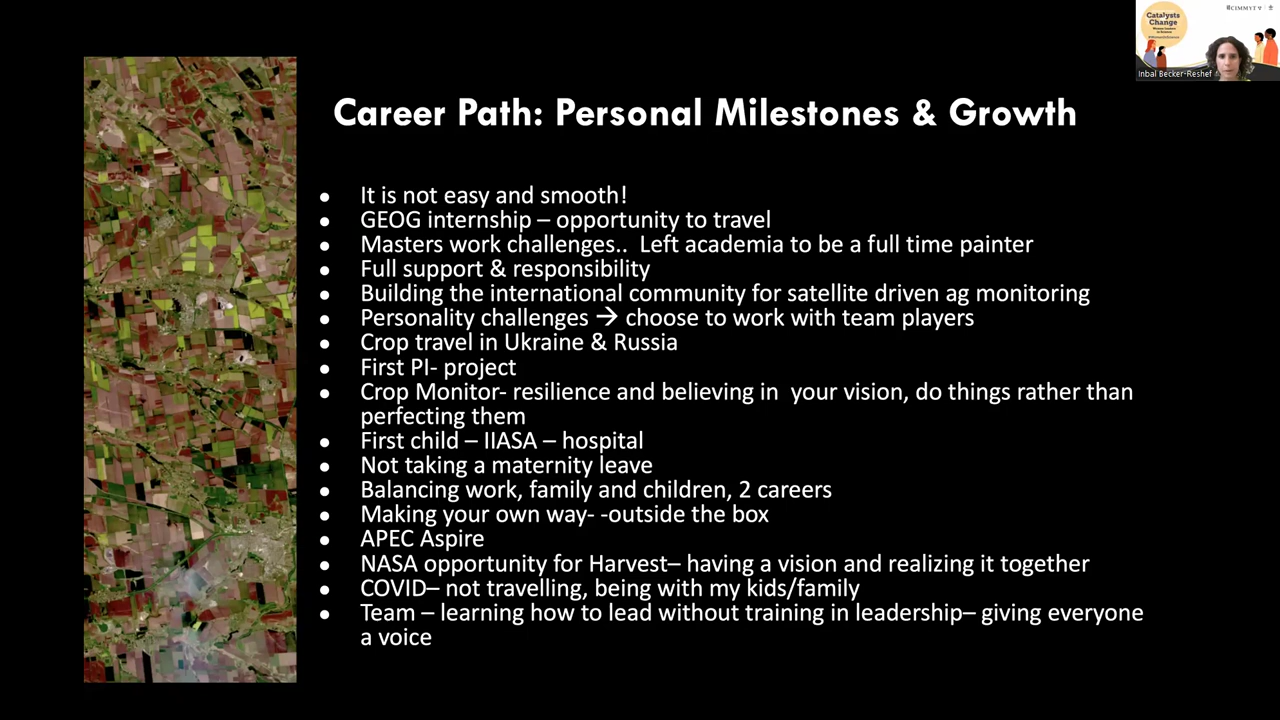 CIMMYT
Catalysts
Change
Women Leaders
in Science
Inbal Becker-Reshef
Career Path: Personal Milestones & Growth
• It is not easy and smooth!
• GEOG internship – opportunity to travel
• Masters work challenges.. Left academia to be a full time painter
• Full support & responsibility
• Building the international community for satellite driven ag monitoring
• Personality challenges → choose to work with team players
• Crop travel in Ukraine & Russia
• First PI- project
• Crop Monitor- resilience and believing in your vision, do things rather than
perfecting them
• First child – IIASA – hospital
• Not taking a maternity leave
• Balancing work, family and children, 2 careers
• Making your own way- -outside the box
• APEC Aspire
• NASA opportunity for Harvest– having a vision and realizing it together
• COVID– not travelling, being with my kids/family
• Team – learning how to lead without training in leadership– giving everyone
a voice